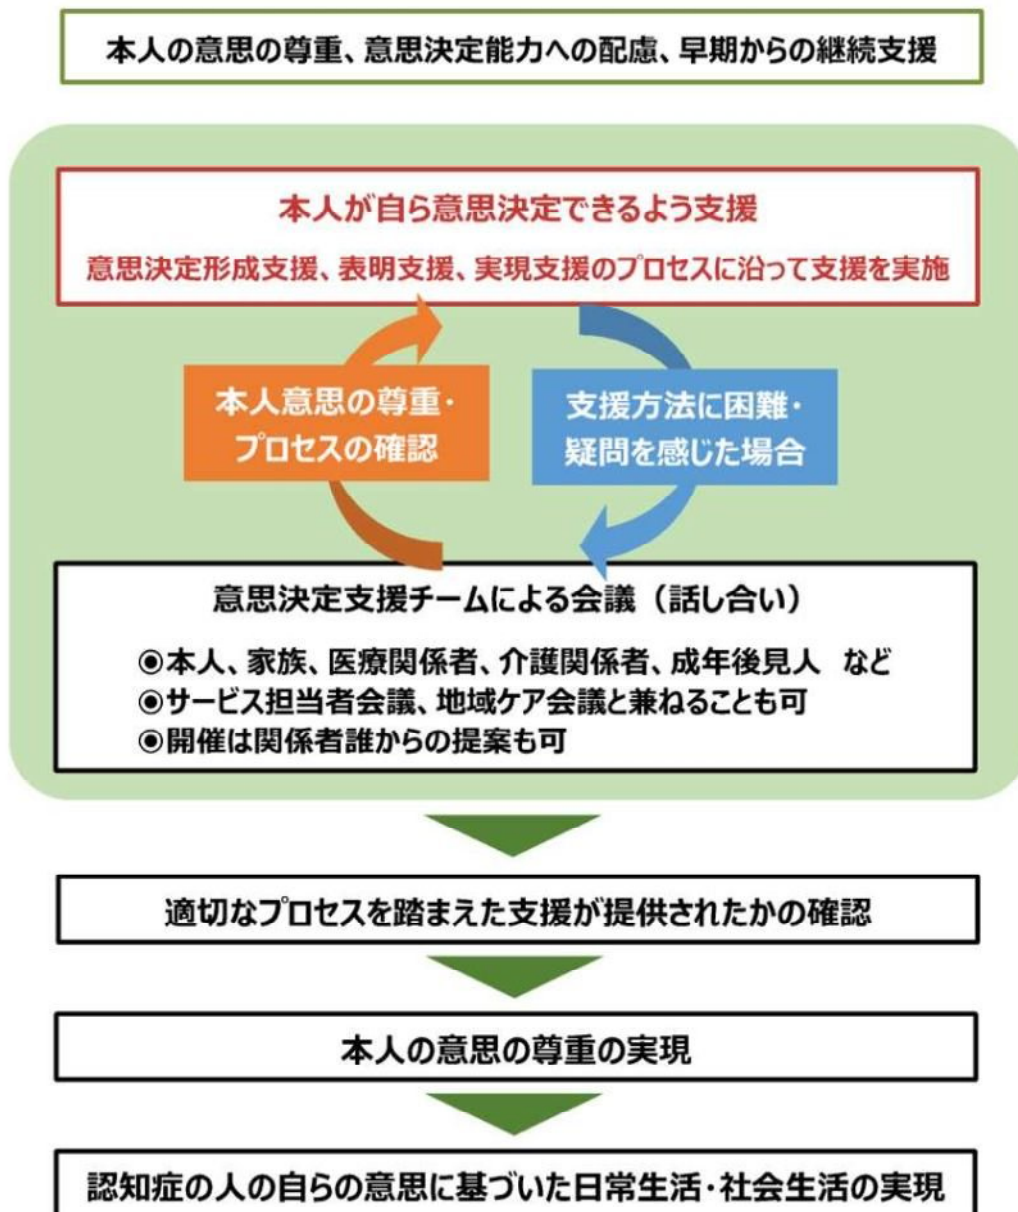 本人の意思の尊重、意思決定能力への配慮、早期からの継続支援
本人が自ら意思決定できるよう支援
意思決定形成支援、表明支援、実現支援のプロセスに沿って支援を実施
本人意思の尊重・
プロセスの確認
支援方法に困難・
疑問を感じた場合
意思決定支援チームによる会議（話し合い）
◉本人、家族、医療関係者、介護関係者、成年後見人　など
◉サービス担当者会議、地域ケア会議と兼ねることも可
◉開催は関係者誰からの提案も可
適切なプロセスを踏まえた支援が提供されたかの確認
本人の意思の尊重の実現
認知症の人の自らの意思に基づいた日常生活・社会生活の実現